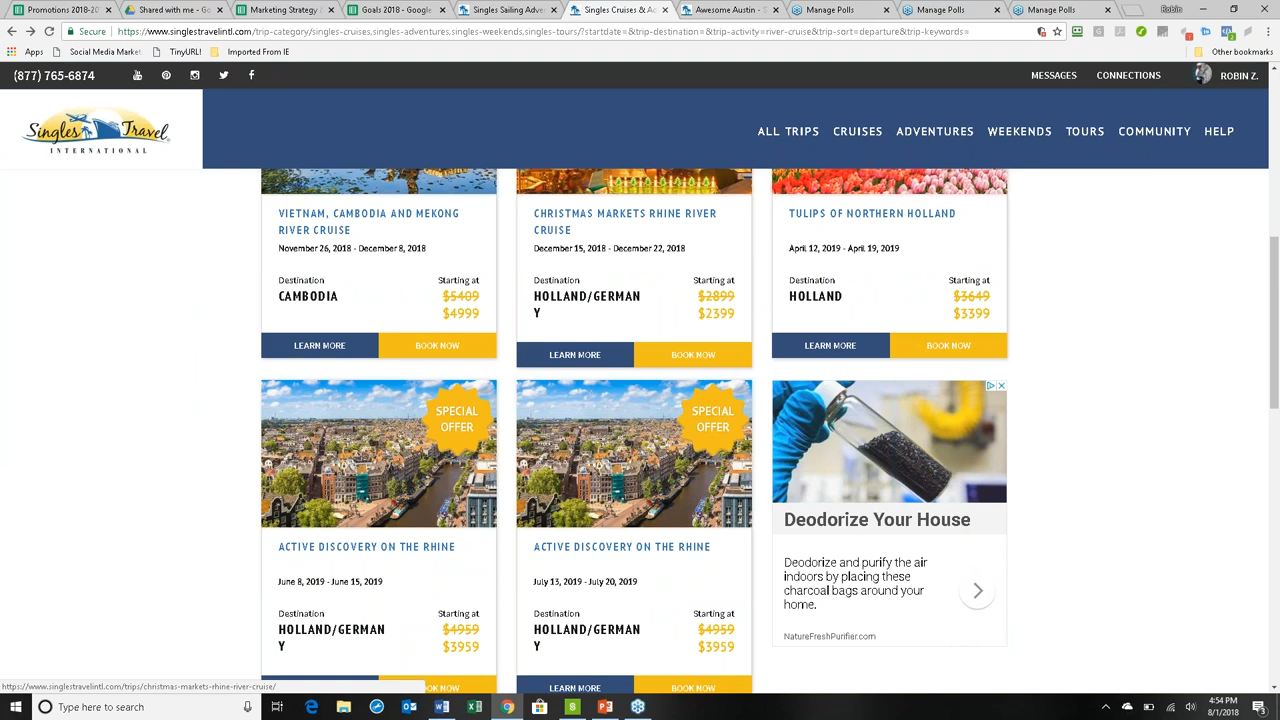 Promotions 2018-20
Shared with me - Go
Marketing Strategy
Goals 2018 - Google
Singles Sailing Adve
Singles Cruises & Ad
Awesome Austin - S
Manage Polls
Manage Polls
Manage Polls
Robin
Secure
https://www.singlestravelintl.com/trip-category/singles-cruises,singles-adventures,singles-weekends,singles-tours/?startdate=&trip-destination=&trip-activity=river-cruise&trip-sort=departure&trip-keywords=
Apps
Social Media Market
TinyURL!
Imported From IE
Other bookmarks
(877) 765-6874
MESSAGES
CONNECTIONS
ROBIN Z.
Singles Travel
INTERNATIONAL
ALL TRIPS
CRUISES
ADVENTURES
WEEKENDS
TOURS
COMMUNITY
HELP
VIETNAM, CAMBODIA AND MEKONG
RIVER CRUISE
November 26, 2018 - December 8, 2018
Destination
Starting at
CAMBODIA
$5409
$4999
LEARN MORE
BOOK NOW
CHRISTMAS MARKETS RHINE RIVER
CRUISE
December 15, 2018 - December 22, 2018
Destination
Starting at
HOLLAND/GERMAN
Y
$2899
$2399
LEARN MORE
BOOK NOW
TULIPS OF NORTHERN HOLLAND
April 12, 2019 - April 19, 2019
Destination
Starting at
HOLLAND
$3649
$3399
LEARN MORE
BOOK NOW
SPECIAL
OFFER
ACTIVE DISCOVERY ON THE RHINE
June 8, 2019 - June 15, 2019
Destination
Starting at
HOLLAND/GERMAN
Y
$4959
$3959
OK NOW
SPECIAL
OFFER
ACTIVE DISCOVERY ON THE RHINE
July 13, 2019 - July 20, 2019
Destination
Starting at
HOLLAND/GERMAN
Y
$4959
$3959
LEARN MORE
BOOK NOW
Deodorize Your House
Deodorize and purify the air
indoors by placing these
charcoal bags around your
home.
NatureFreshPurifier.com
https://www.singlestravelintl.com/trips/christmas-markets-rhine-river-cruise/
Type here to search
4:54 PM
8/1/2018